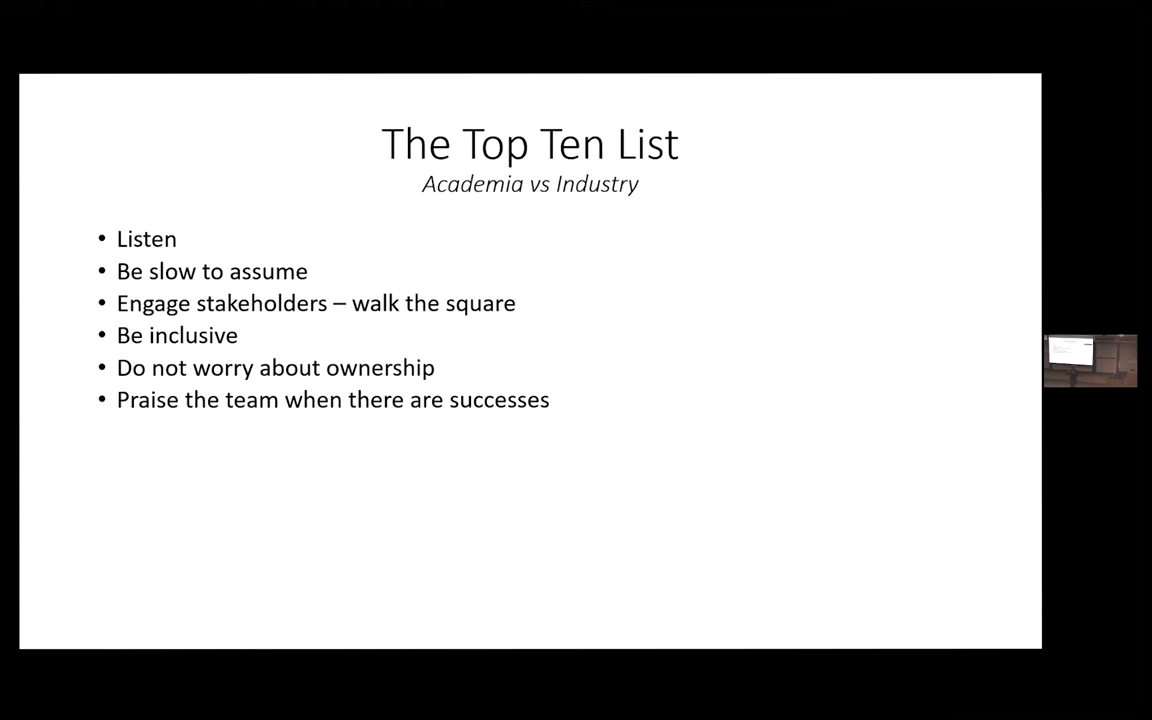 The Top Ten List
Academia vs Industry
• Listen
• Be slow to assume
• Engage stakeholders – walk the square
• Be inclusive
• Do not worry about ownership
• Praise the team when there are successes